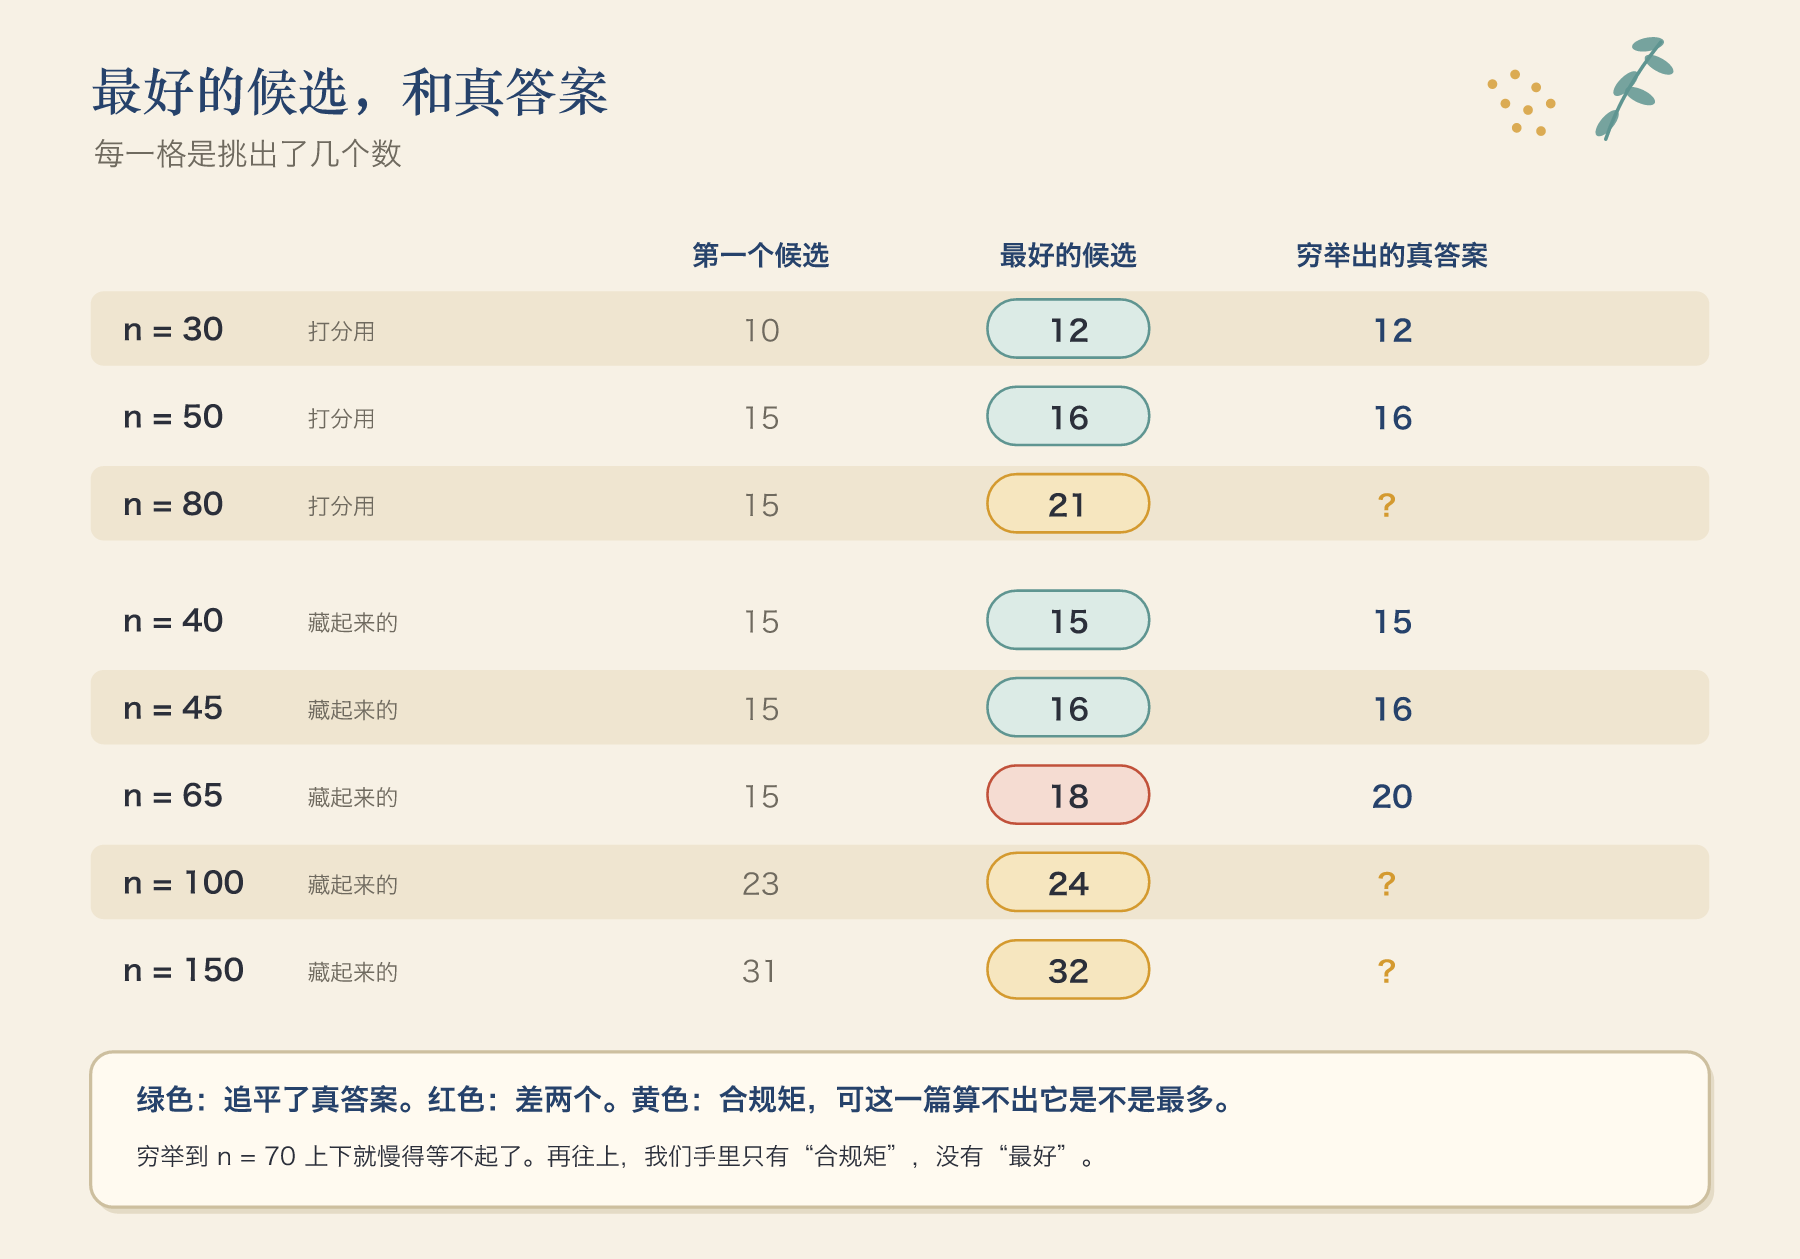 最好的候选，和真答案
每一格是挑出了几个数
第一个候选 最好的候选 穷举出的真答案
n = 30 打分用 10 12 12
n = 50 打分用 15 16 16
n = 80 打分用 15 21 ?
n = 40 藏起来的 15 15 15
n = 45 藏起来的 15 16 16
n = 65 藏起来的 15 18 20
n = 100 藏起来的 23 24 ?
n = 150 藏起来的 31 32 ?
绿色：追平了真答案。红色：差两个。黄色：合规矩，可这一篇算不出它是不是最多。
穷举到 n = 70 上下就慢得等不起了。再往上，我们手里只有“合规矩”，没有“最好”。